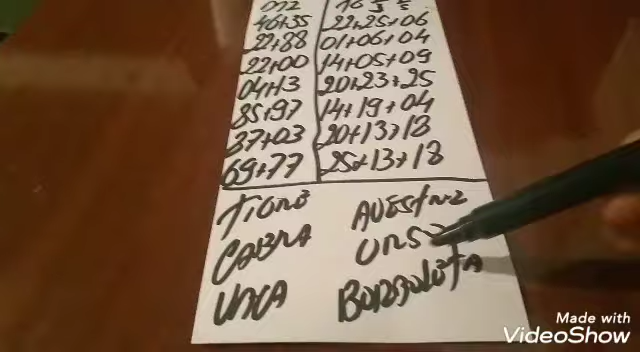 46+35 22+25+06
22+88 01+06+04
22+00 14+05+09
04+13 20+23+25
85+97 14+19+04
87+03 20+13+18
69+77 25+13+18
TIGRE AVESTRUZ
CABRA URSO
VACA BORBOLETA
Made with
VideoShow